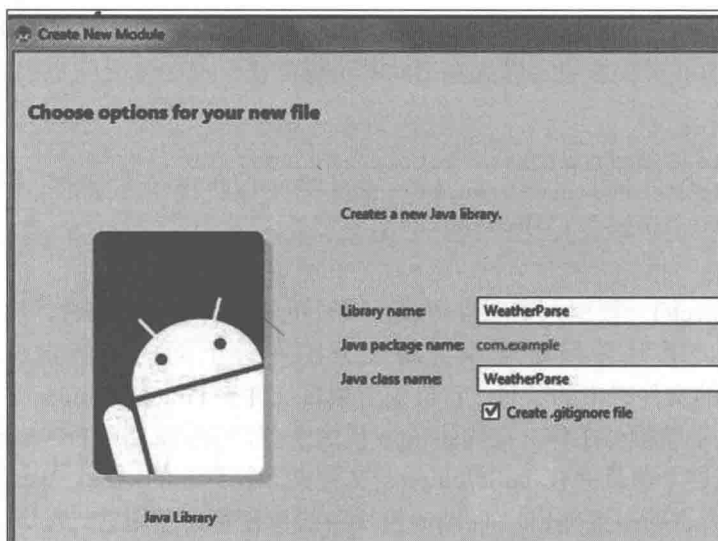 Create New Module
Choose options for your new file
Creates a new Java library.
Library name: WeatherParse
Java package name: com.example
Java class name: WeatherParse
Create .gitignore file
Java Library